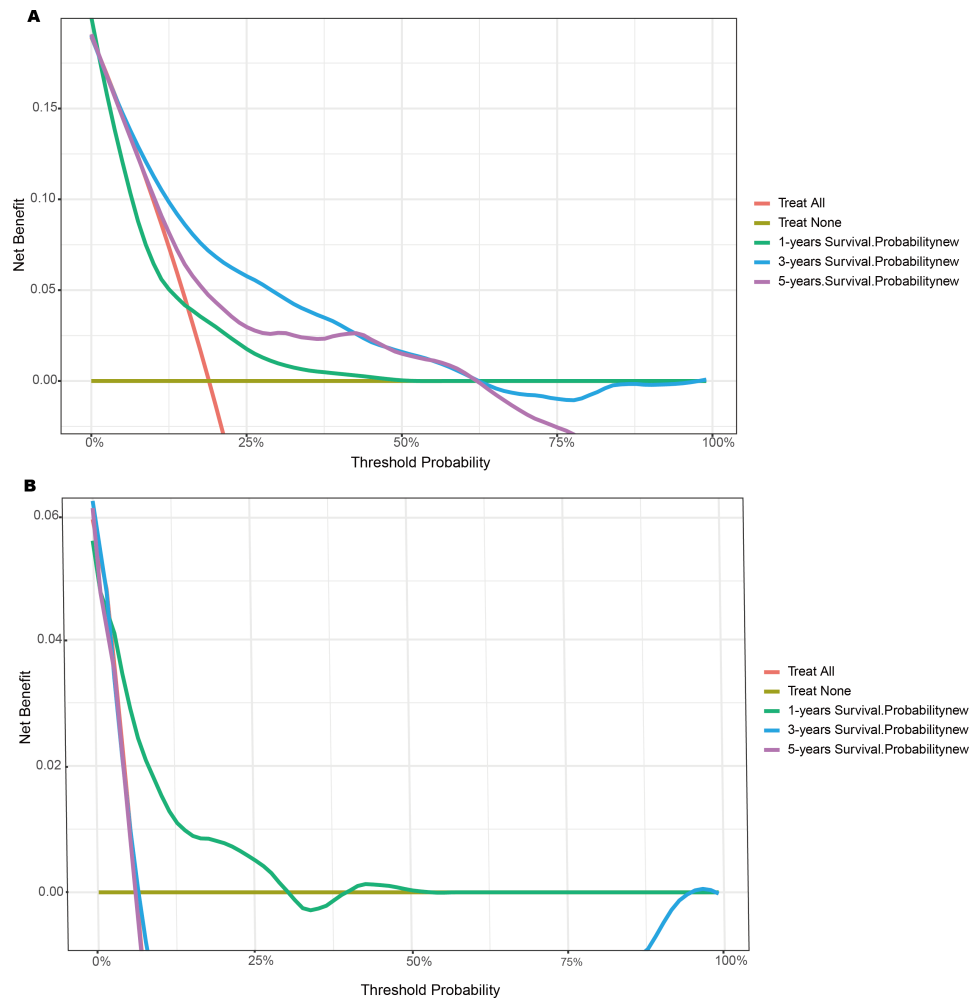 A
0.15
0.10
0.05
0.00
Net Benefit
0%
25%
50%
75%
100%
Threshold Probability
Treat All
Treat None
1-years Survival.Probabilitynew
3-years Survival.Probabilitynew
5-years.Survival.Probabilitynew
B
0.06
0.04
0.02
0.00
Net Benefit
0%
25%
50%
75%
100%
Threshold Probability
Treat All
Treat None
1-years Survival.Probabilitynew
3-years Survival.Probabilitynew
5-years Survival.Probabilitynew